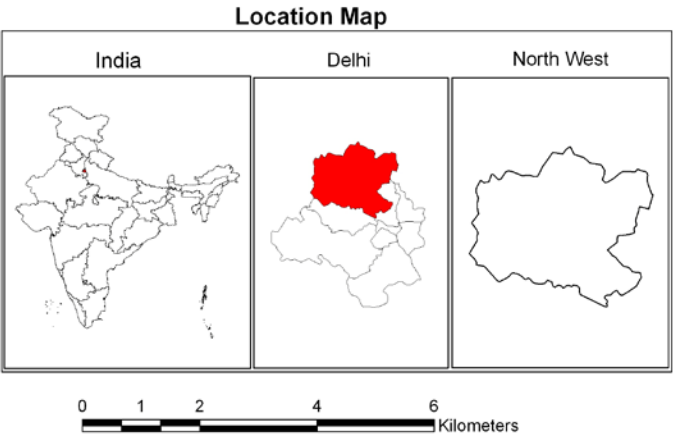 Location Map
India
Delhi
North West
0 1 2 4 6
Kilometers